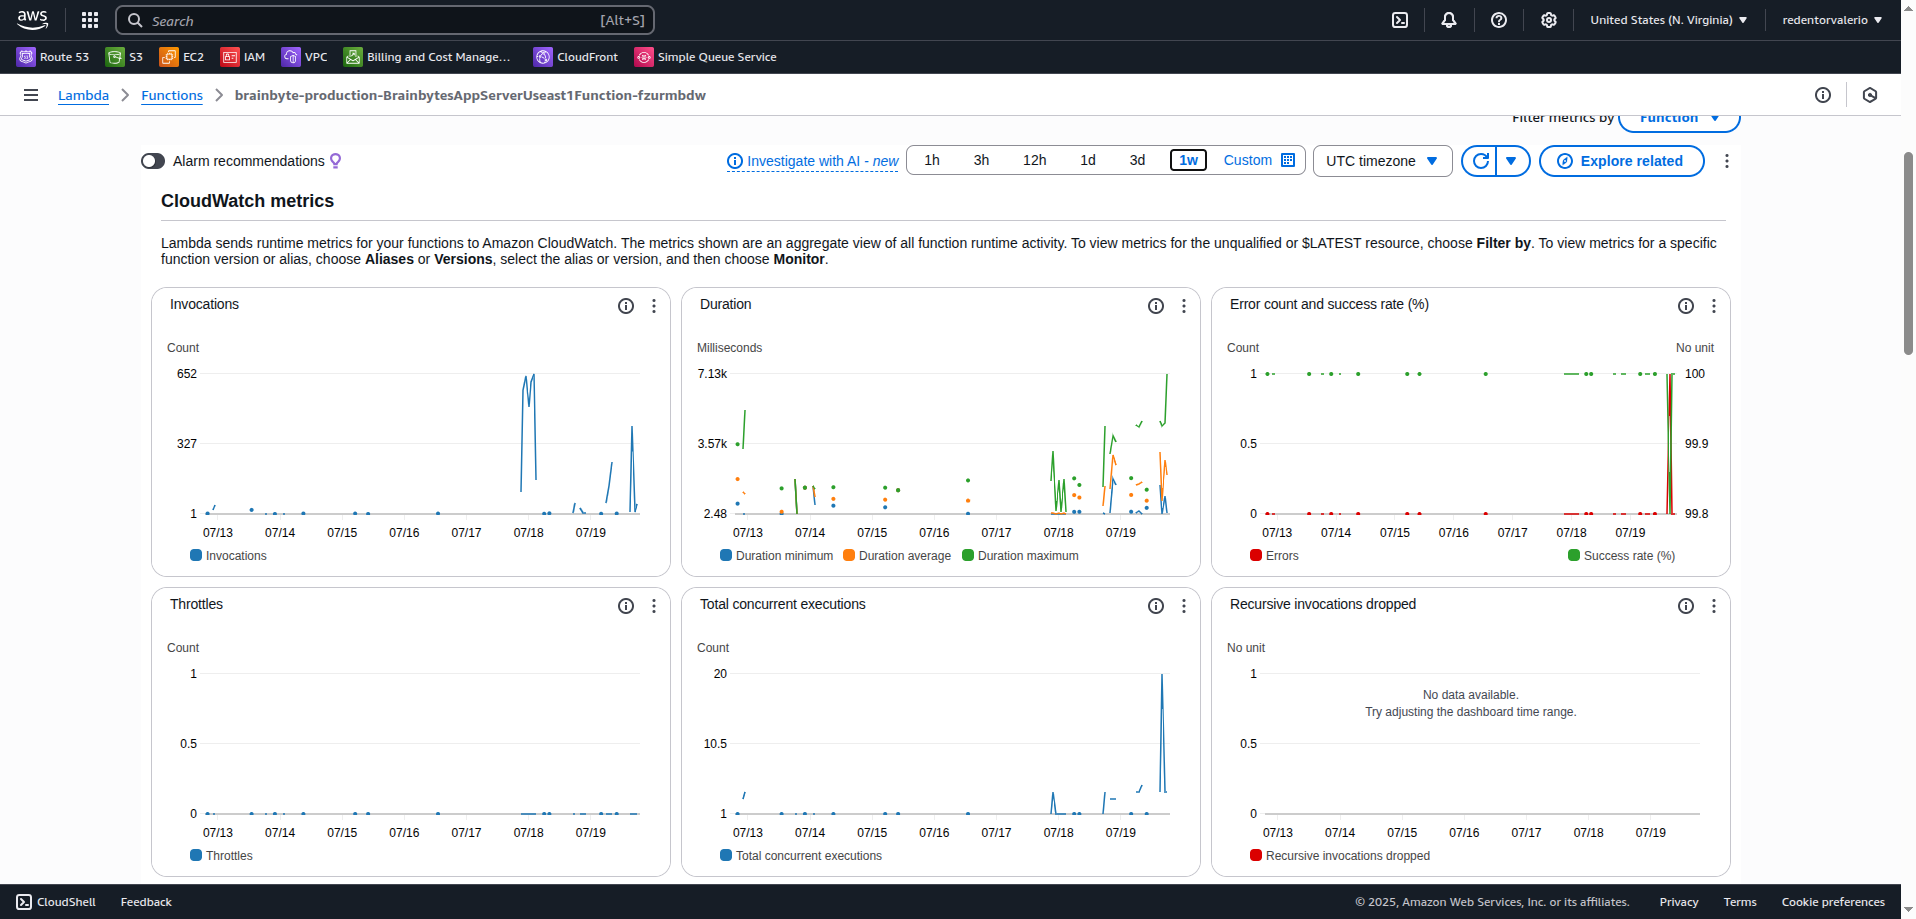 aws
Search [Alt+S]
United States (N. Virginia)
redentorvalerio
Route 53
S3
EC2
IAM
VPC
Billing and Cost Manage...
CloudFront
Simple Queue Service
Lambda
Functions
brainbyte-production-BrainbytesAppServerUseast1Function-fzurmbdw
Filter metrics by
Function
Alarm recommendations
Investigate with AI - new
1h
3h
12h
1d
3d
1w
Custom
UTC timezone
Explore related
CloudWatch metrics
Lambda sends runtime metrics for your functions to Amazon CloudWatch. The metrics shown are an aggregate view of all function runtime activity. To view metrics for the unqualified or $LATEST resource, choose Filter by. To view metrics for a specific
function version or alias, choose Aliases or Versions, select the alias or version, and then choose Monitor.
Invocations
Count
652
327
1
07/13 07/14 07/15 07/16 07/17 07/18 07/19
Invocations
Duration
Milliseconds
7.13k
3.57k
2.48
07/13 07/14 07/15 07/16 07/17 07/18 07/19
Duration minimum Duration average Duration maximum
Error count and success rate (%)
Count No unit
1 100
0.5 99.9
0 99.8
07/13 07/14 07/15 07/16 07/17 07/18 07/19
Errors Success rate (%)
Throttles
Count
1
0.5
0
07/13 07/14 07/15 07/16 07/17 07/18 07/19
Throttles
Total concurrent executions
Count
20
10.5
1
07/13 07/14 07/15 07/16 07/17 07/18 07/19
Total concurrent executions
Recursive invocations dropped
No unit
1
No data available.
Try adjusting the dashboard time range.
0.5
0
07/13 07/14 07/15 07/16 07/17 07/18 07/19
Recursive invocations dropped
CloudShell
Feedback
© 2025, Amazon Web Services, Inc. or its affiliates.
Privacy
Terms
Cookie preferences